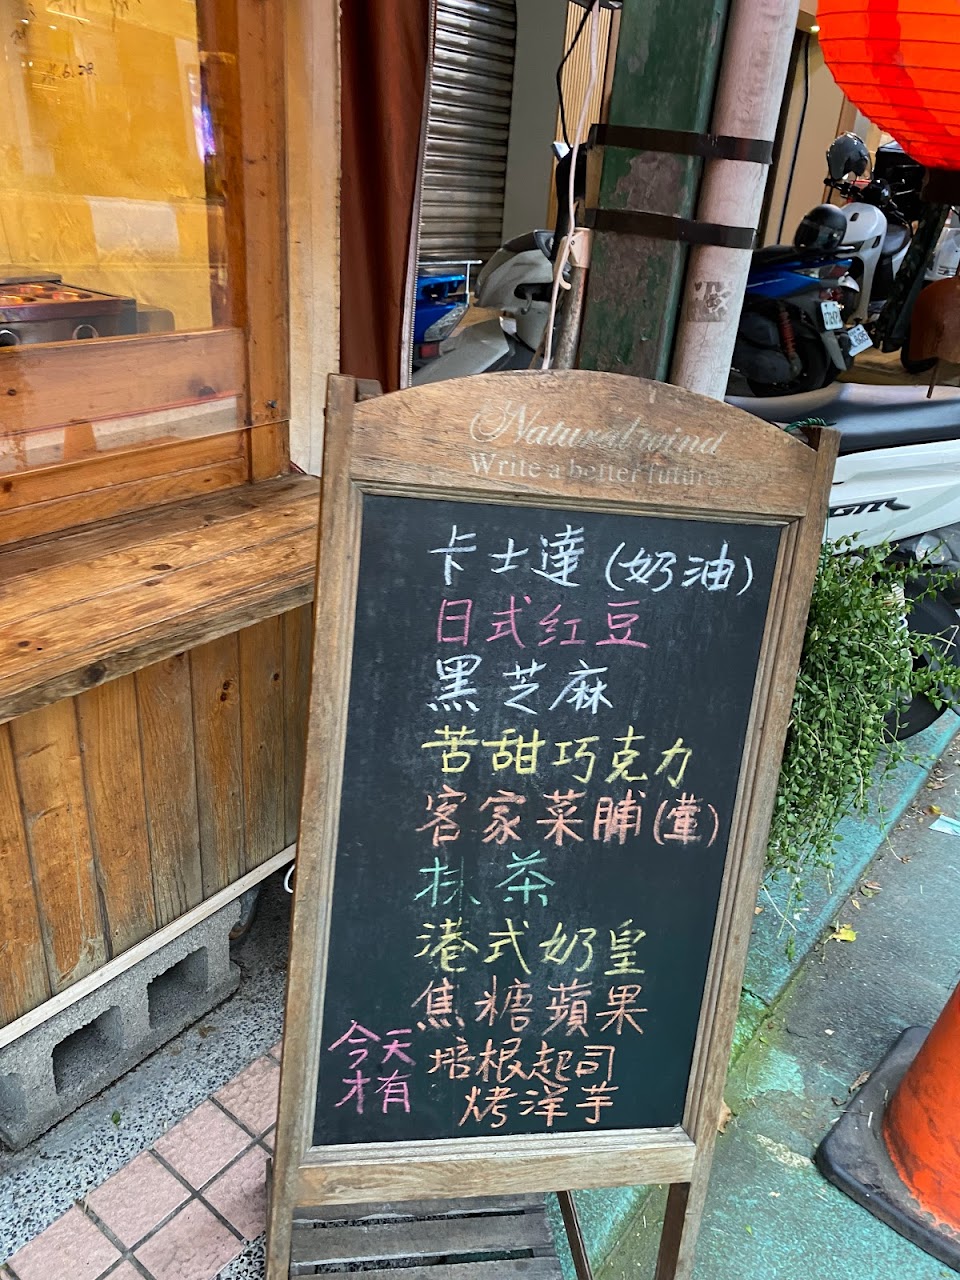 Natural wind
Write a better future
卡士達(奶油)
日式红豆
黑芝麻
苦甜巧克力
客家菜脯(葷)
抹茶
港式奶皇
焦糖蘋果
今天才有
培根起司
烤洋芋